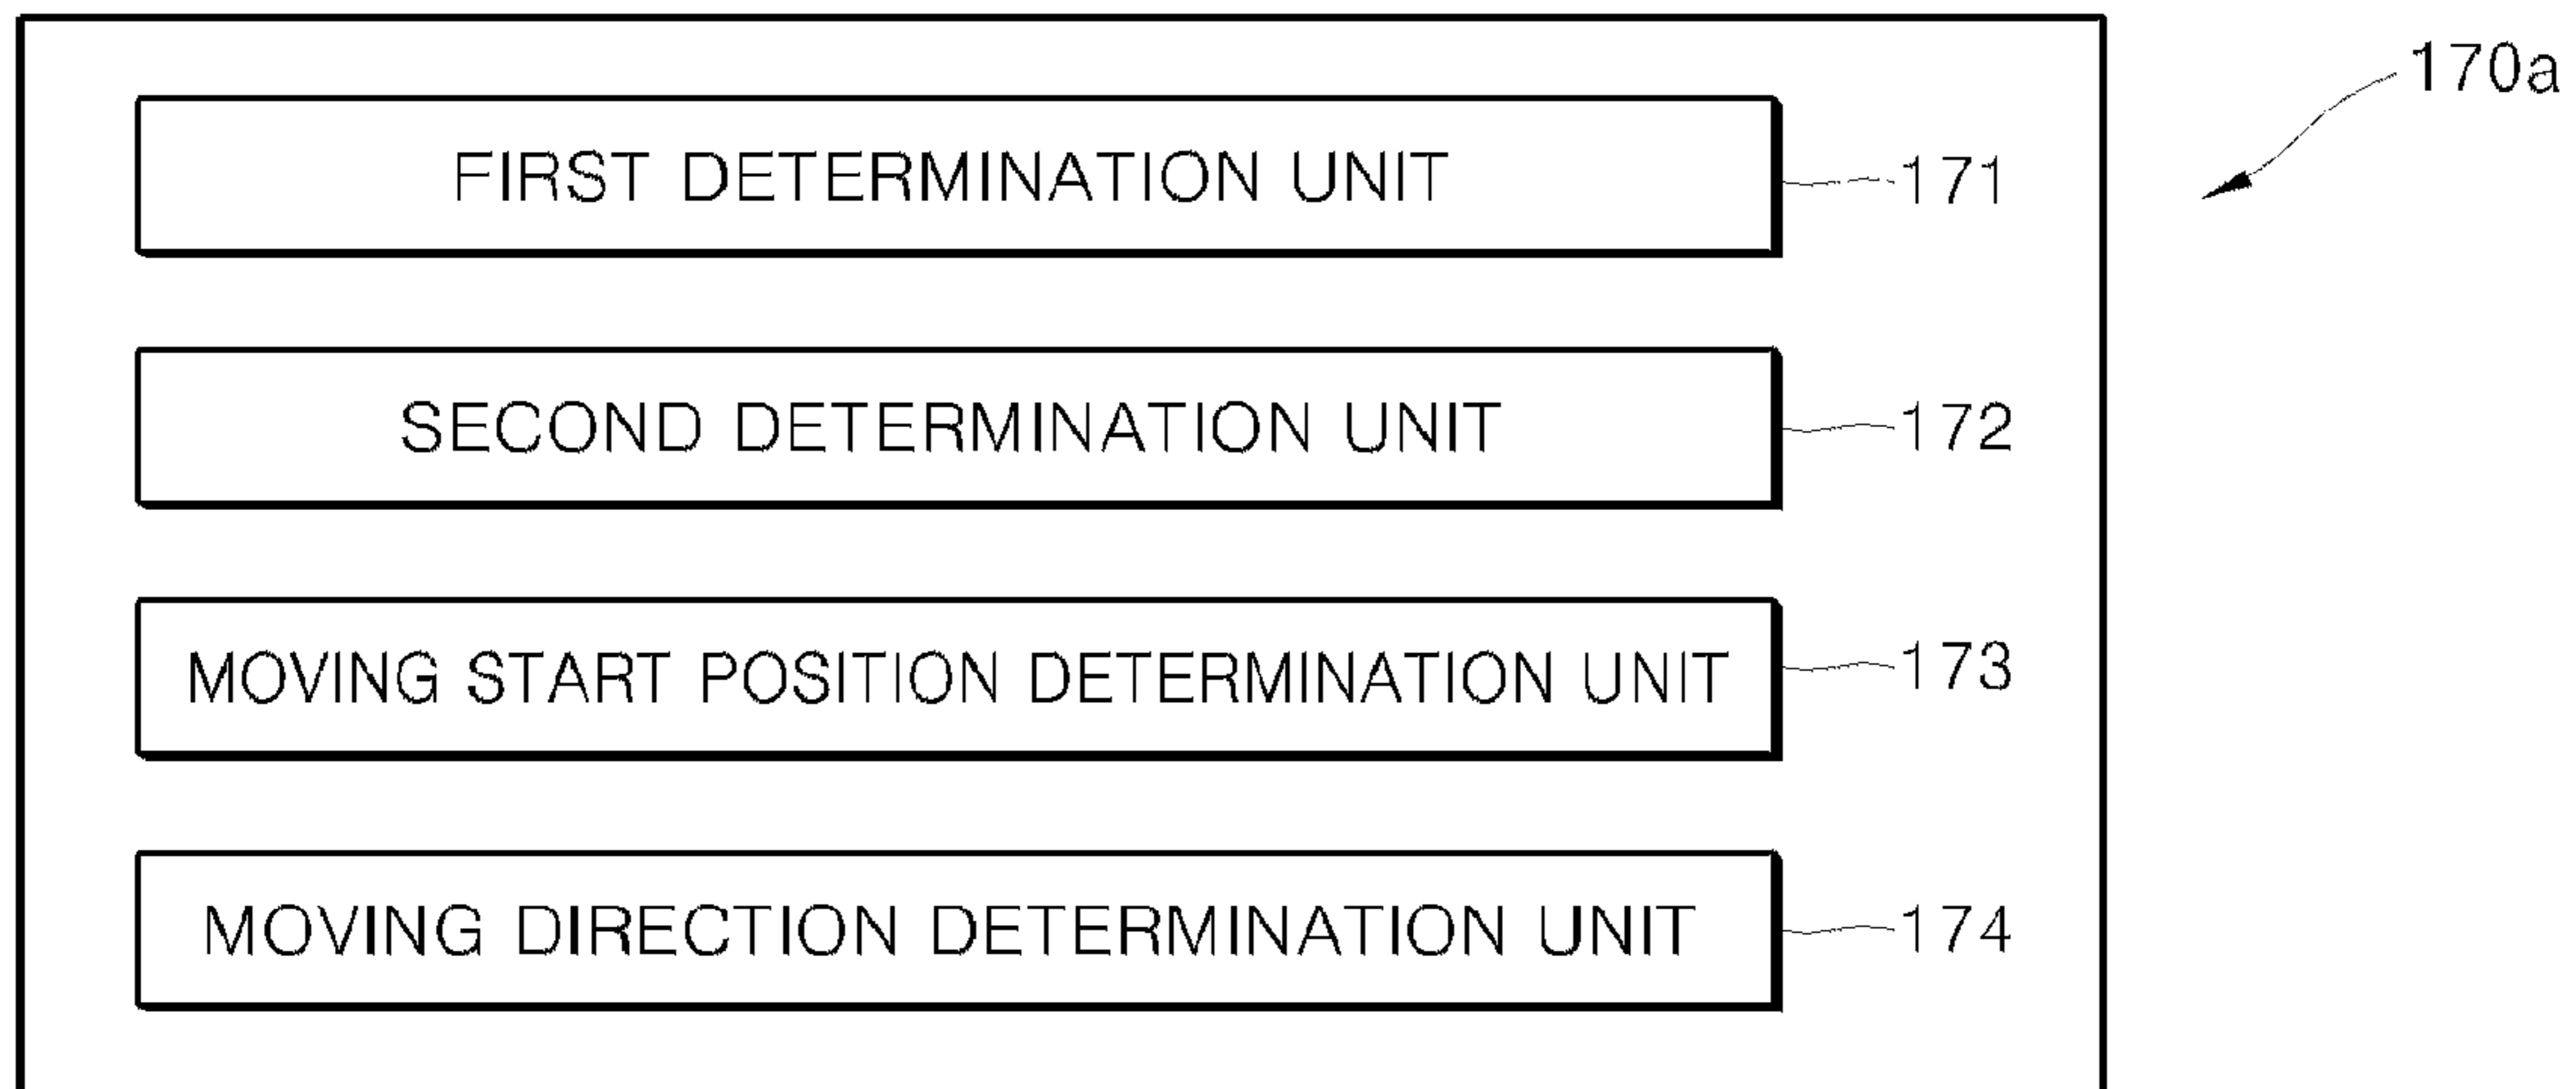 170a
FIRST DETERMINATION UNIT 171
SECOND DETERMINATION UNIT 172
MOVING START POSITION DETERMINATION UNIT 173
MOVING DIRECTION DETERMINATION UNIT 174